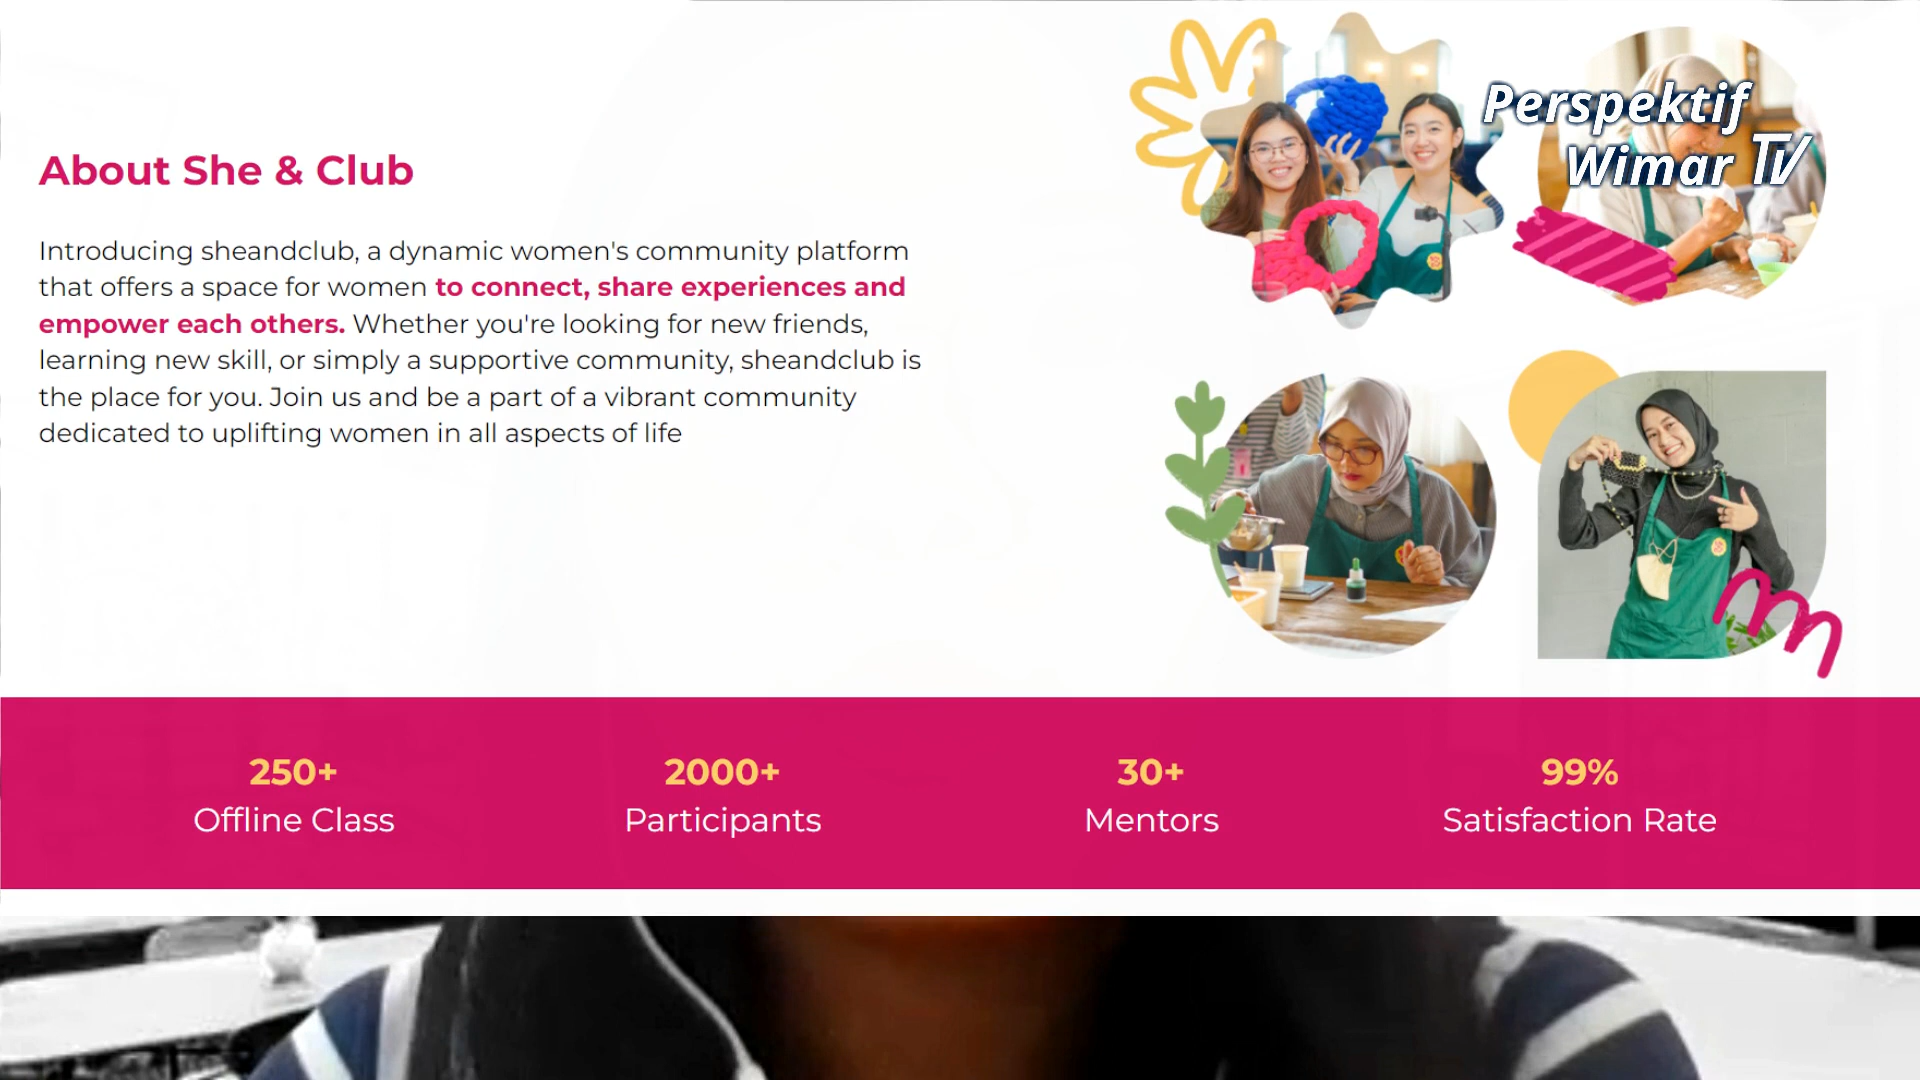 Perspektif
Wimar TV
About She & Club
Introducing sheandclub, a dynamic women's community platform
that offers a space for women to connect, share experiences and
empower each others. Whether you're looking for new friends,
learning new skill, or simply a supportive community, sheandclub is
the place for you. Join us and be a part of a vibrant community
dedicated to uplifting women in all aspects of life
250+
Offline Class
2000+
Participants
30+
Mentors
99%
Satisfaction Rate